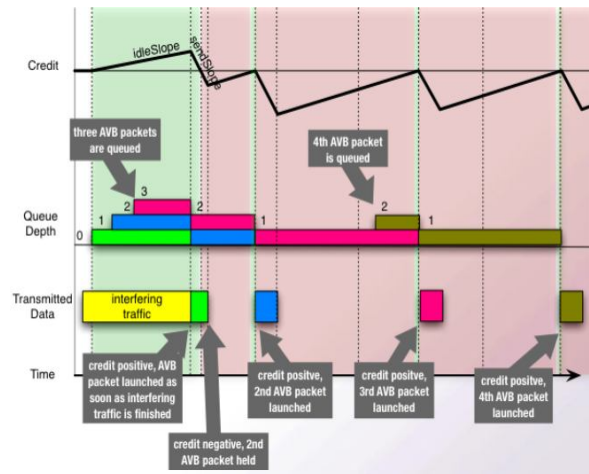 Credit
idleSlope
sendSlope
three AVB packets
are queued
4th AVB packet
is queued
Queue
Depth
0
1
2
3
2
1
2
1
Transmitted
Data
interfering
traffic
Time
credit positive, AVB
packet launched as
soon as interfering
traffic is finished
credit negative, 2nd
AVB packet held
credit positve,
2nd AVB packet
launched
credit positve,
3rd AVB packet
launched
credit positve,
4th AVB packet
launched